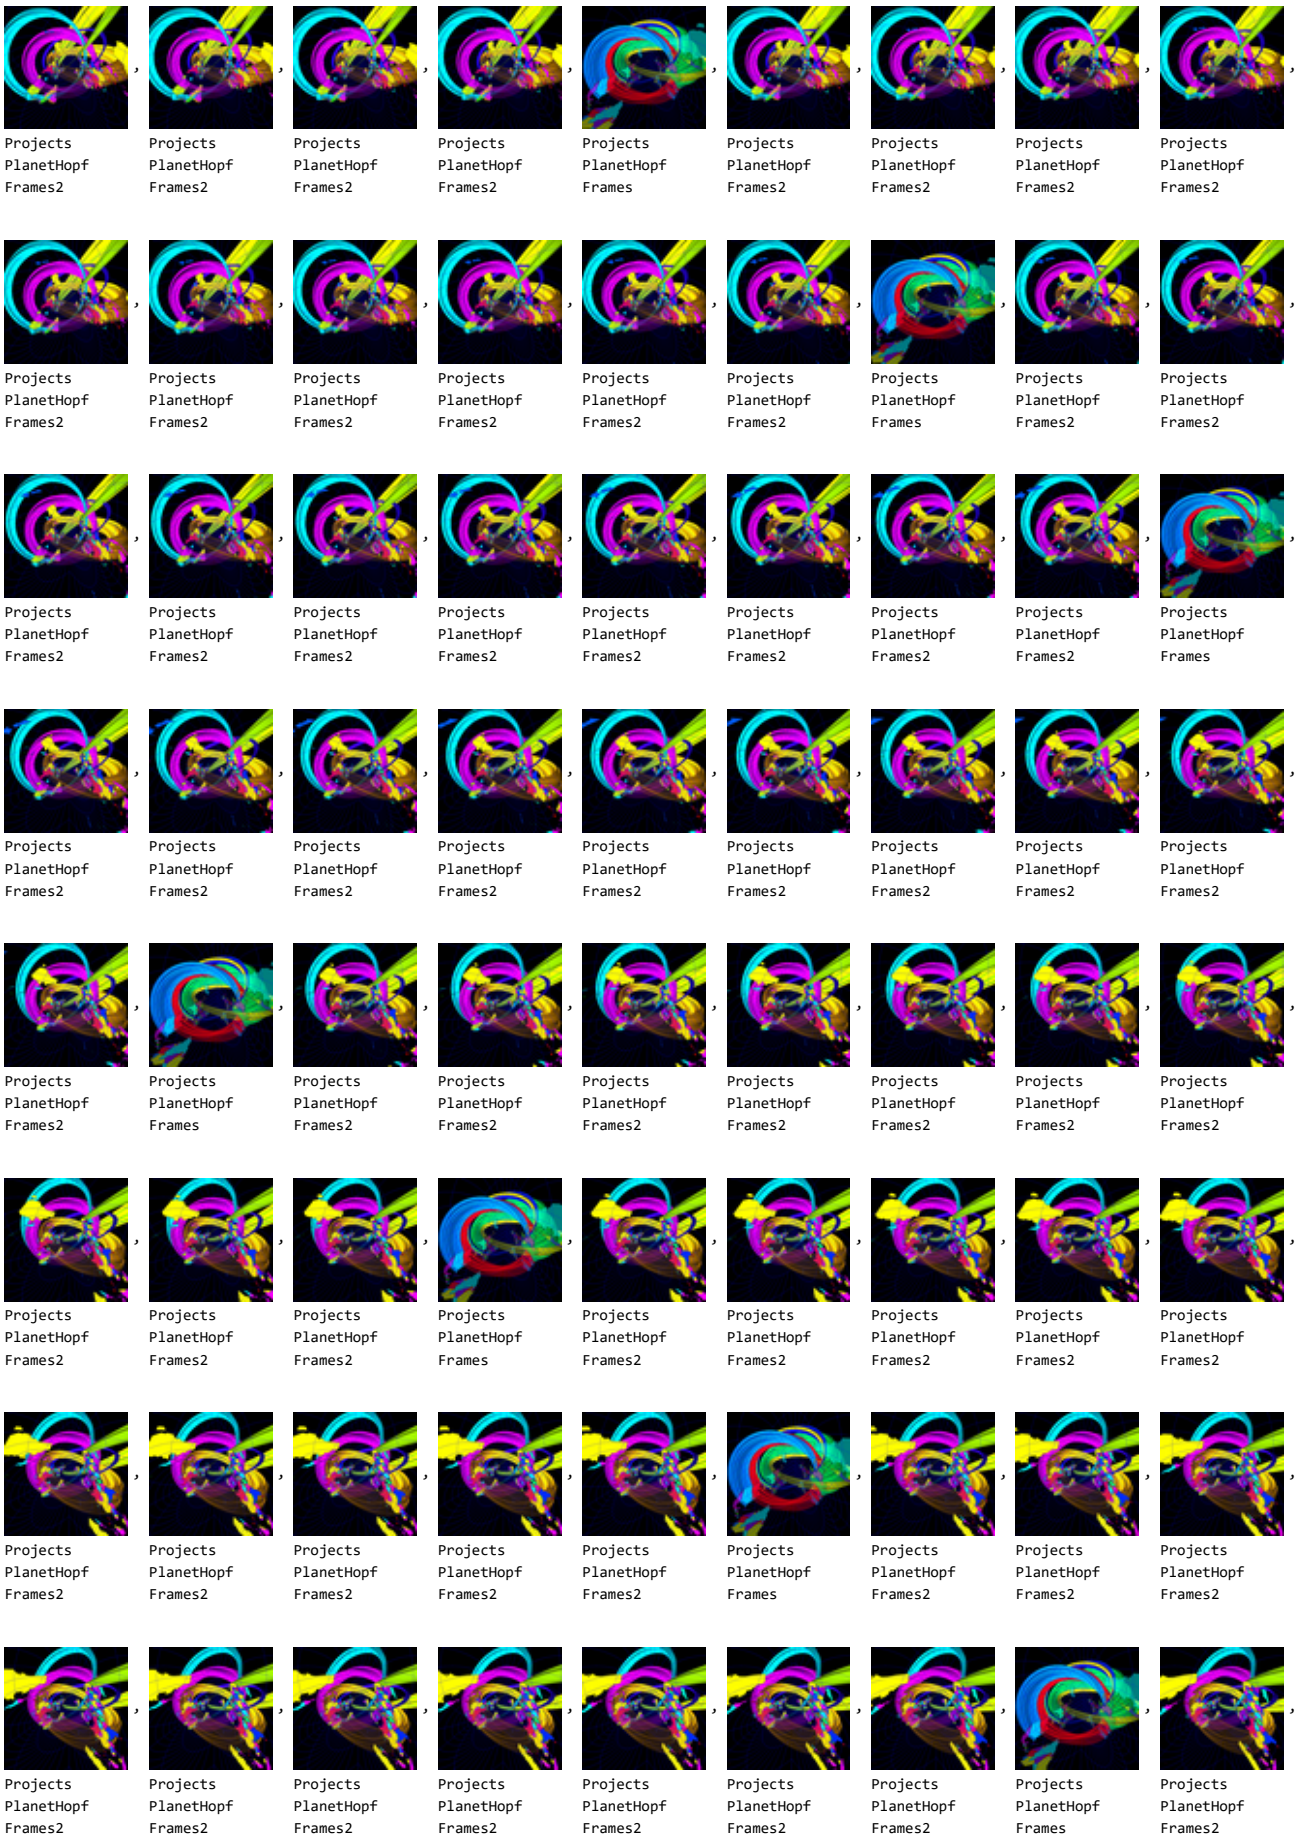 , , , , , , , , ,
Projects Projects Projects Projects Projects Projects Projects Projects Projects
PlanetHopf PlanetHopf PlanetHopf PlanetHopf PlanetHopf PlanetHopf PlanetHopf PlanetHopf PlanetHopf
Frames2 Frames2 Frames2 Frames2 Frames Frames2 Frames2 Frames2 Frames2
, , , , , , , , ,
Projects Projects Projects Projects Projects Projects Projects Projects Projects
PlanetHopf PlanetHopf PlanetHopf PlanetHopf PlanetHopf PlanetHopf PlanetHopf PlanetHopf PlanetHopf
Frames2 Frames2 Frames2 Frames2 Frames2 Frames2 Frames Frames2 Frames2
, , , , , , , , ,
Projects Projects Projects Projects Projects Projects Projects Projects Projects
PlanetHopf PlanetHopf PlanetHopf PlanetHopf PlanetHopf PlanetHopf PlanetHopf PlanetHopf PlanetHopf
Frames2 Frames2 Frames2 Frames2 Frames2 Frames2 Frames2 Frames2 Frames
, , , , , , , , ,
Projects Projects Projects Projects Projects Projects Projects Projects Projects
PlanetHopf PlanetHopf PlanetHopf PlanetHopf PlanetHopf PlanetHopf PlanetHopf PlanetHopf PlanetHopf
Frames2 Frames2 Frames2 Frames2 Frames2 Frames2 Frames2 Frames2 Frames2
, , , , , , , , ,
Projects Projects Projects Projects Projects Projects Projects Projects Projects
PlanetHopf PlanetHopf PlanetHopf PlanetHopf PlanetHopf PlanetHopf PlanetHopf PlanetHopf PlanetHopf
Frames2 Frames Frames2 Frames2 Frames2 Frames2 Frames2 Frames2 Frames2
, , , , , , , , ,
Projects Projects Projects Projects Projects Projects Projects Projects Projects
PlanetHopf PlanetHopf PlanetHopf PlanetHopf PlanetHopf PlanetHopf PlanetHopf PlanetHopf PlanetHopf
Frames2 Frames2 Frames2 Frames Frames2 Frames2 Frames2 Frames2 Frames2
, , , , , , , , ,
Projects Projects Projects Projects Projects Projects Projects Projects Projects
PlanetHopf PlanetHopf PlanetHopf PlanetHopf PlanetHopf PlanetHopf PlanetHopf PlanetHopf PlanetHopf
Frames2 Frames2 Frames2 Frames2 Frames2 Frames Frames2 Frames2 Frames2
, , , , , , , , ,
Projects Projects Projects Projects Projects Projects Projects Projects Projects
PlanetHopf PlanetHopf PlanetHopf PlanetHopf PlanetHopf PlanetHopf PlanetHopf PlanetHopf PlanetHopf
Frames2 Frames2 Frames2 Frames2 Frames2 Frames2 Frames2 Frames Frames2